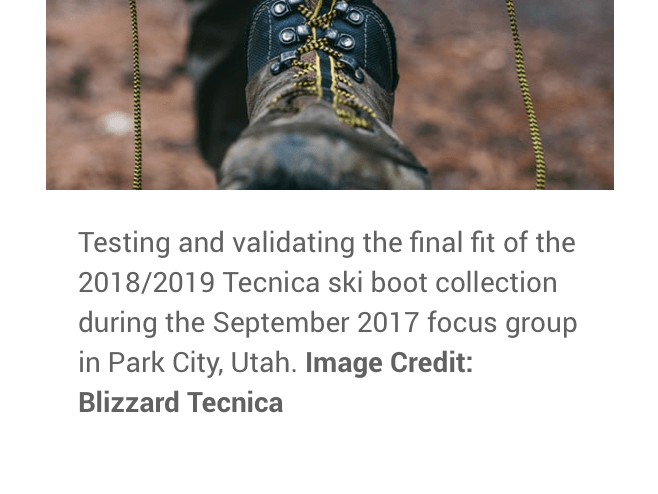 Testing and validating the final fit of the
2018/2019 Tecnica ski boot collection
during the September 2017 focus group
in Park City, Utah. Image Credit:
Blizzard Tecnica